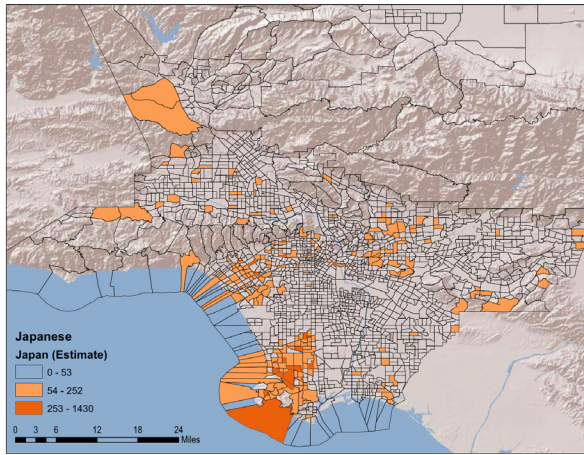 Japanese
Japan (Estimate)
0 - 53
54 - 252
253 - 1430
0 3 6 12 18 24
Miles